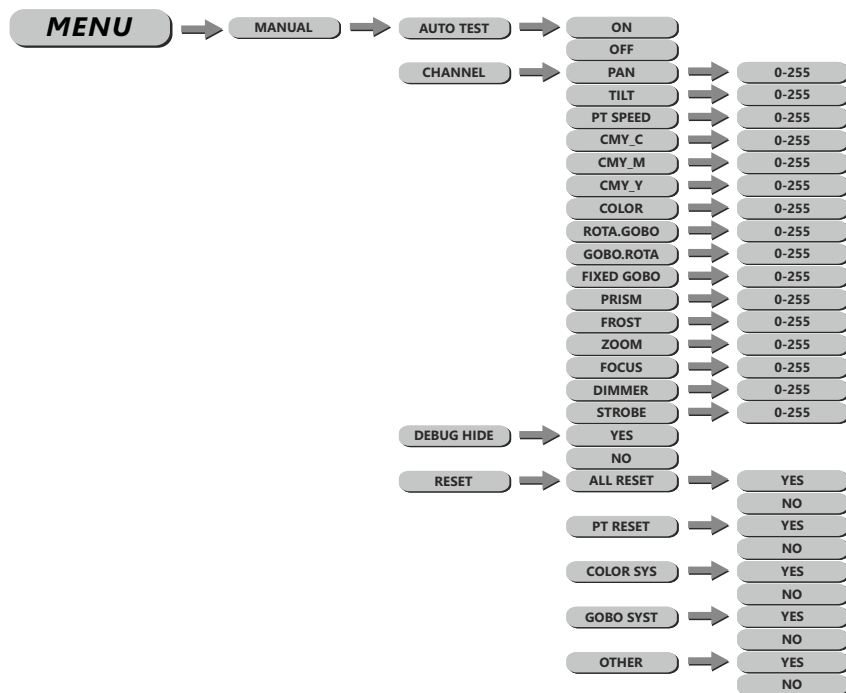 MENU MANUAL AUTO TEST ON
OFF
CHANNEL PAN 0-255
TILT 0-255
PT SPEED 0-255
CMY_C 0-255
CMY_M 0-255
CMY_Y 0-255
COLOR 0-255
ROTA.GOBO 0-255
GOBO.ROTA 0-255
FIXED GOBO 0-255
PRISM 0-255
FROST 0-255
ZOOM 0-255
FOCUS 0-255
DIMMER 0-255
STROBE 0-255
DEBUG HIDE YES
NO
RESET ALL RESET YES
NO
PT RESET YES
NO
COLOR SYS YES
NO
GOBO SYST YES
NO
OTHER YES
NO